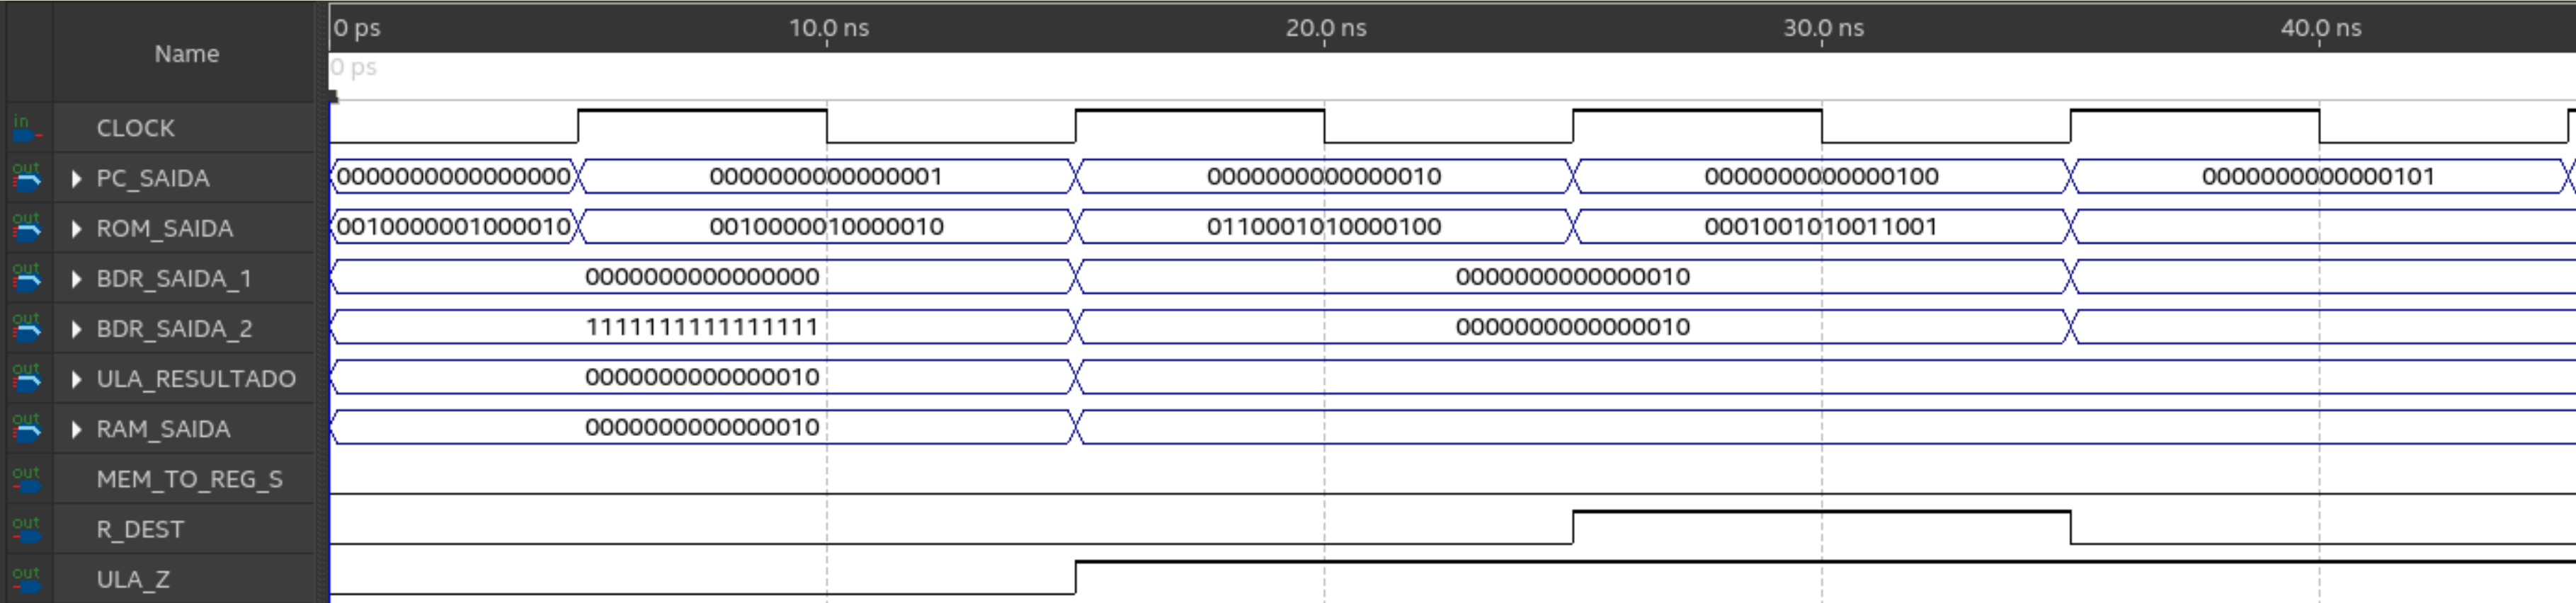 0 ps 10.0 ns 20.0 ns 30.0 ns 40.0 ns
Name
0 ps
in CLOCK
out PC_SAIDA 0000000000000000 0000000000000001 0000000000000010 0000000000000100 0000000000000101
out ROM_SAIDA 0010000001000010 0010000010000010 0110001010000100 0001001010011001
out BDR_SAIDA_1 0000000000000000 0000000000000010
out BDR_SAIDA_2 1111111111111111 0000000000000010
out ULA_RESULTADO 0000000000000010
out RAM_SAIDA 0000000000000010
out MEM_TO_REG_S
out R_DEST
out ULA_Z